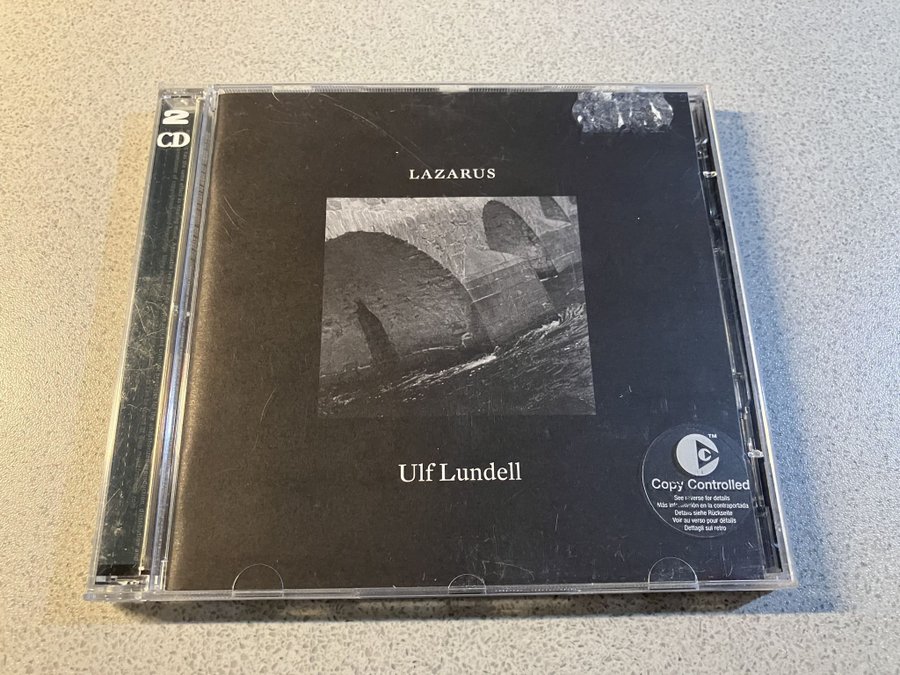 2
CD
LAZARUS
Ulf Lundell
TM
Copy Controlled
See reverse for details
Más información en la contraportada
Details siehe Rückseite
Voir au verso pour détails
Dettagli sul retro